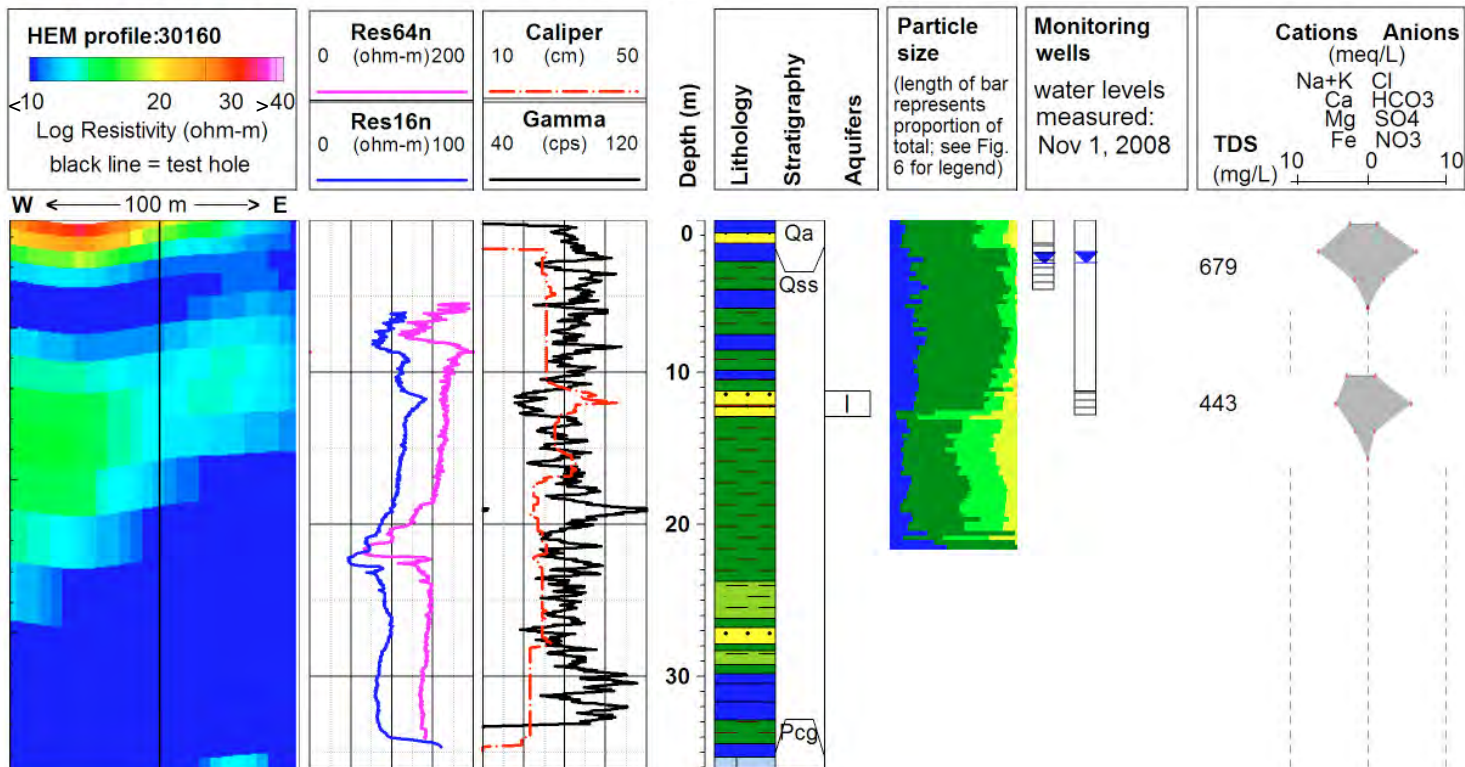 HEM profile:30160
<10 20 30 >40
Log Resistivity (ohm-m)
black line = test hole
W <— 100 m —> E
Res64n
0 (ohm-m) 200
Res16n
0 (ohm-m) 100
Caliper
10 (cm) 50
Gamma
40 (cps) 120
Depth (m)
Lithology
Stratigraphy
Aquifers
Particle
size
(length of bar
represents
proportion of
total; see Fig.
6 for legend)
Monitoring
wells
water levels
measured:
Nov 1, 2008
TDS
(mg/L)
Cations Anions
(meq/L)
Na+K Cl
Ca HCO3
Mg SO4
Fe NO3
10 0 10
0
10
20
30
Qa
Qss
Pcg
I
679
443